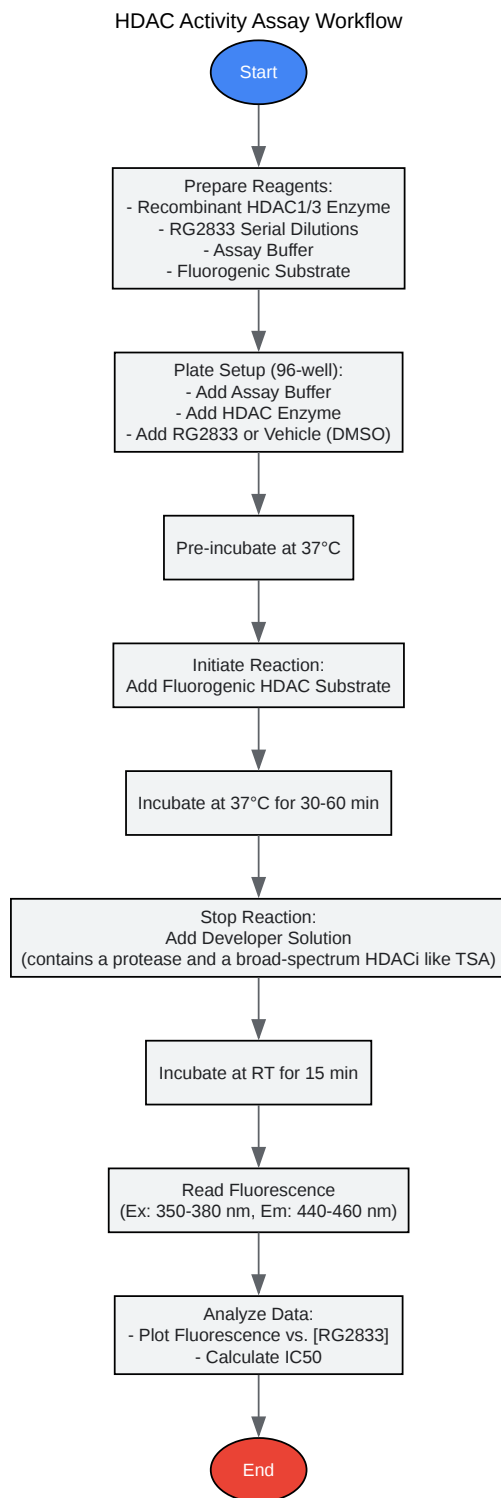 HDAC Activity Assay Workflow
Start
Prepare Reagents:
- Recombinant HDAC1/3 Enzyme
- RG2833 Serial Dilutions
- Assay Buffer
- Fluorogenic Substrate
Plate Setup (96-well):
- Add Assay Buffer
- Add HDAC Enzyme
- Add RG2833 or Vehicle (DMSO)
Pre-incubate at 37°C
Initiate Reaction:
Add Fluorogenic HDAC Substrate
Incubate at 37°C for 30-60 min
Stop Reaction:
Add Developer Solution
(contains a protease and a broad-spectrum HDACi like TSA)
Incubate at RT for 15 min
Read Fluorescence
(Ex: 350-380 nm, Em: 440-460 nm)
Analyze Data:
- Plot Fluorescence vs. [RG2833]
- Calculate IC50
End